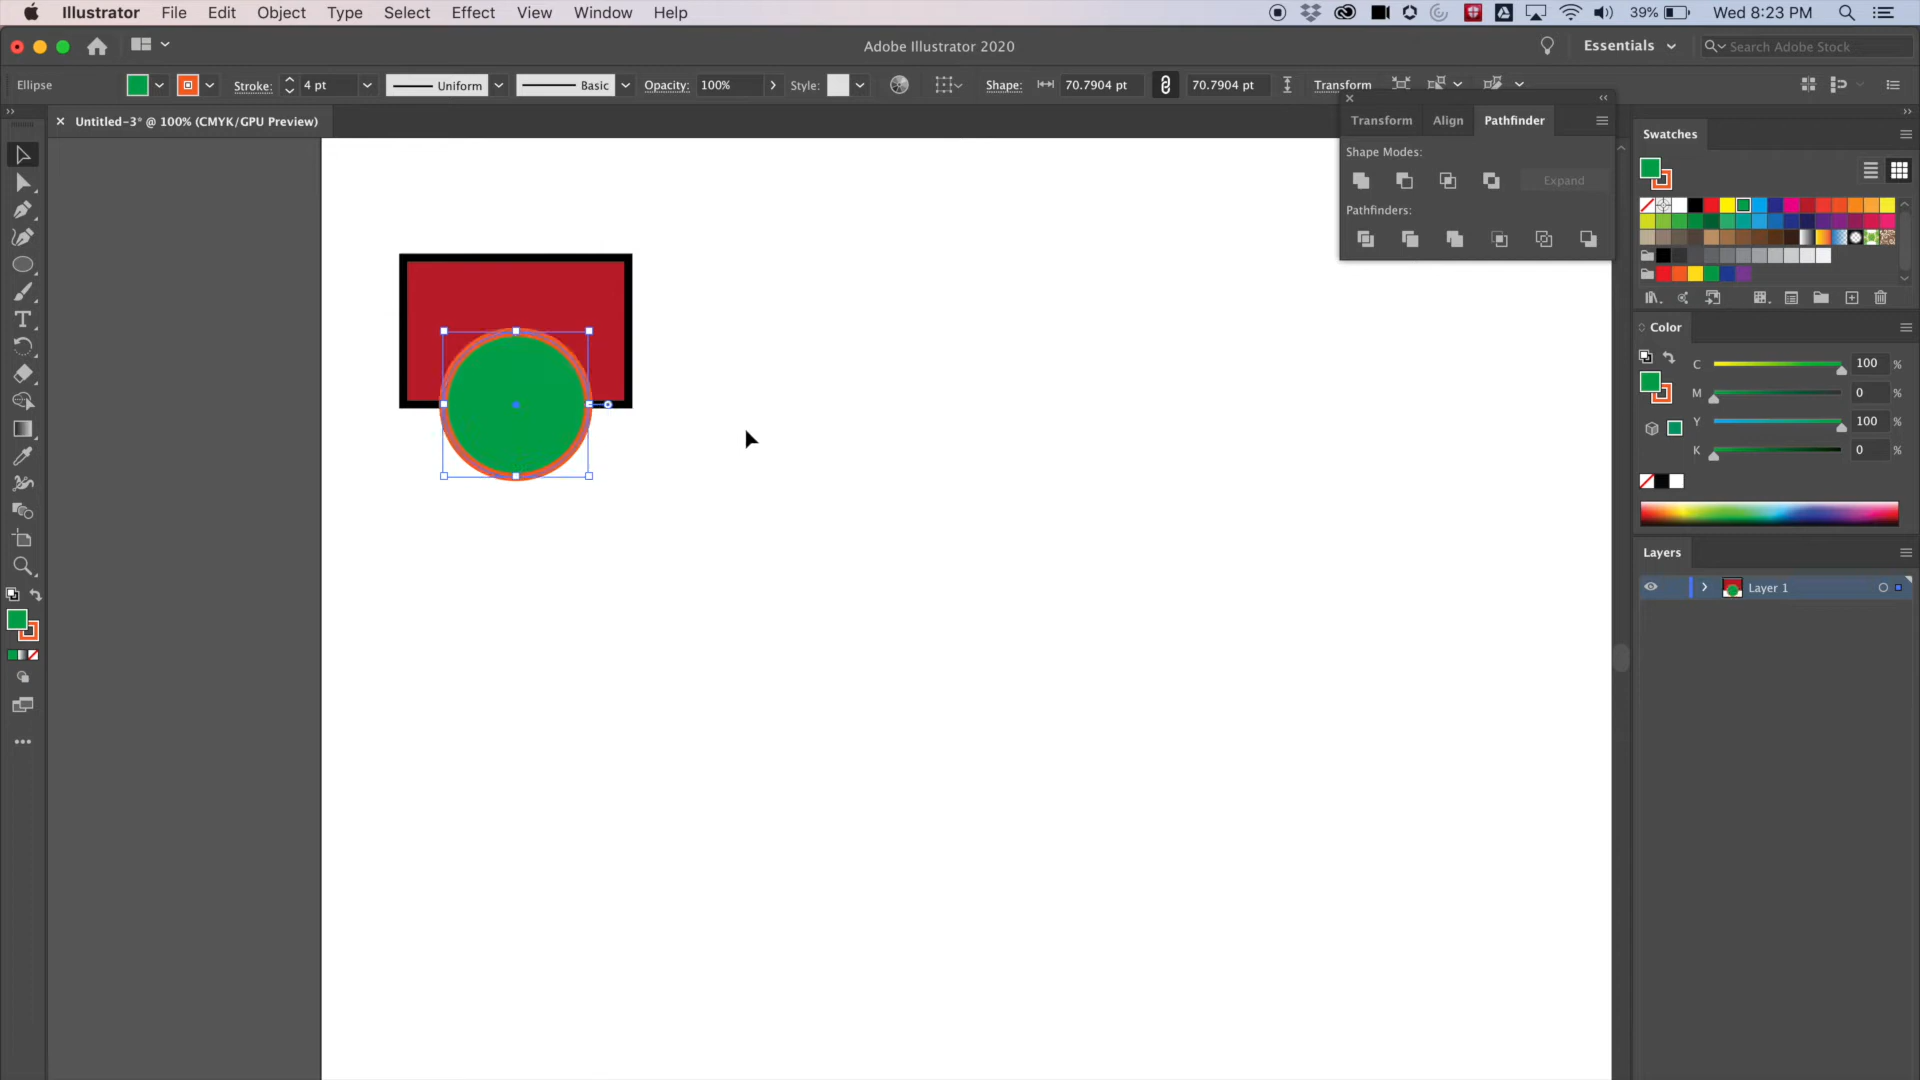 Illustrator File Edit Object Type Select Effect View Window Help 39% Wed 8:23 PM
Adobe Illustrator 2020 Essentials Search Adobe Stock
Ellipse Stroke: 4 pt Uniform Basic Opacity: 100% Style: Shape: 70.7904 pt 70.7904 pt Transform
Untitled-3* @ 100% (CMYK/GPU Preview)
Transform Align Pathfinder
Shape Modes:
Expand
Pathfinders:
Swatches
Color
C 100 %
M 0 %
Y 100 %
K 0 %
Layers
Layer 1